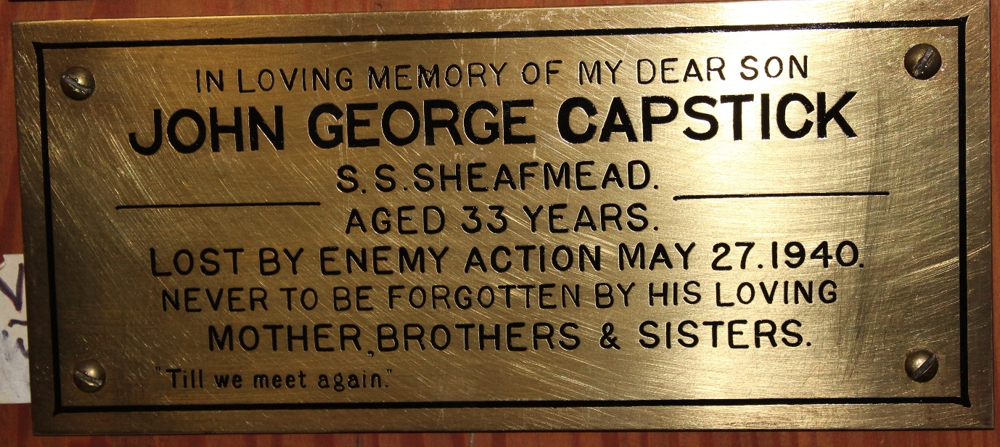 IN LOVING MEMORY OF MY DEAR SON
JOHN GEORGE CAPSTICK
S.S.SHEAFMEAD.
AGED 33 YEARS.
LOST BY ENEMY ACTION MAY 27.1940.
NEVER TO BE FORGOTTEN BY HIS LOVING
MOTHER,BROTHERS & SISTERS.
"Till we meet again."